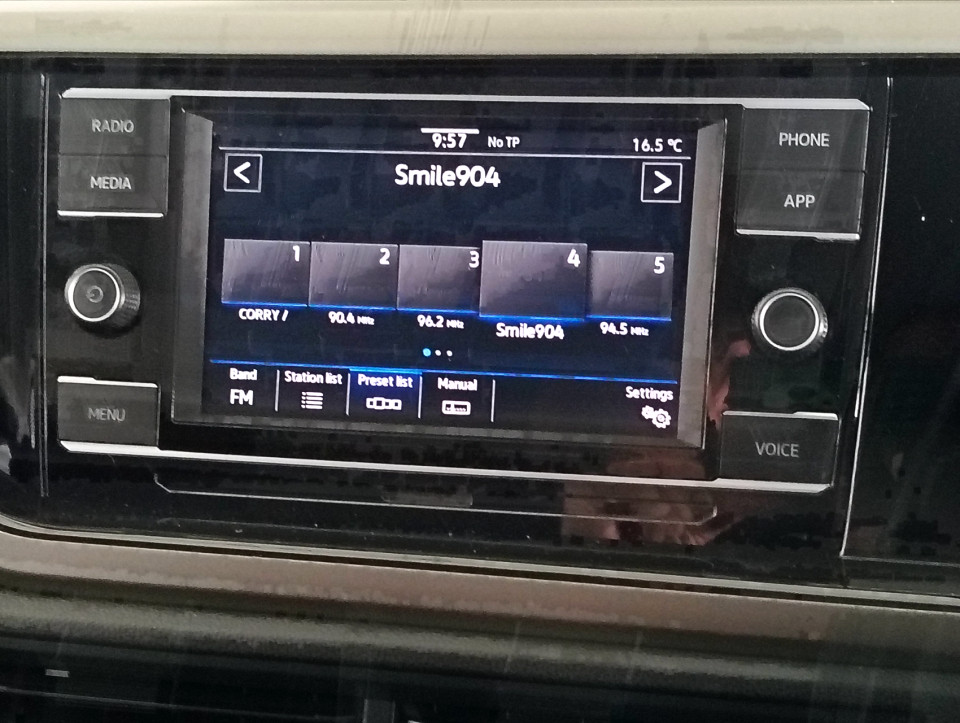 RADIO
MEDIA
MENU
9:57 No TP 16.5 °C
<
Smile904
>
1 2 3 4 5
CORRY / 90.4 MHz 96.2 MHz Smile904 94.5 MHz
Band Station list Preset list Manual Settings
FM
PHONE
APP
VOICE